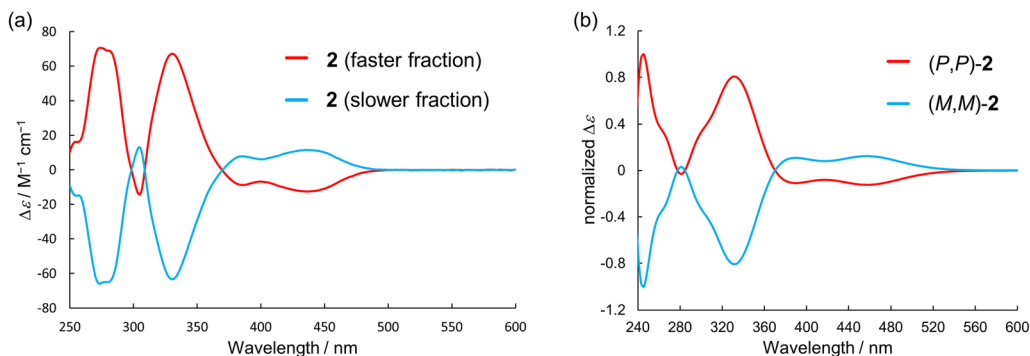 (a)
Δε / M⁻¹ cm⁻¹
80
60
40
20
0
-20
-40
-60
-80
250 300 350 400 450 500 550 600
Wavelength / nm
2 (faster fraction)
2 (slower fraction)
(b)
normalized Δε
1.2
0.8
0.4
0
-0.4
-0.8
-1.2
240 280 320 360 400 440 480 520 560 600
Wavelength / nm
(P,P)-2
(M,M)-2